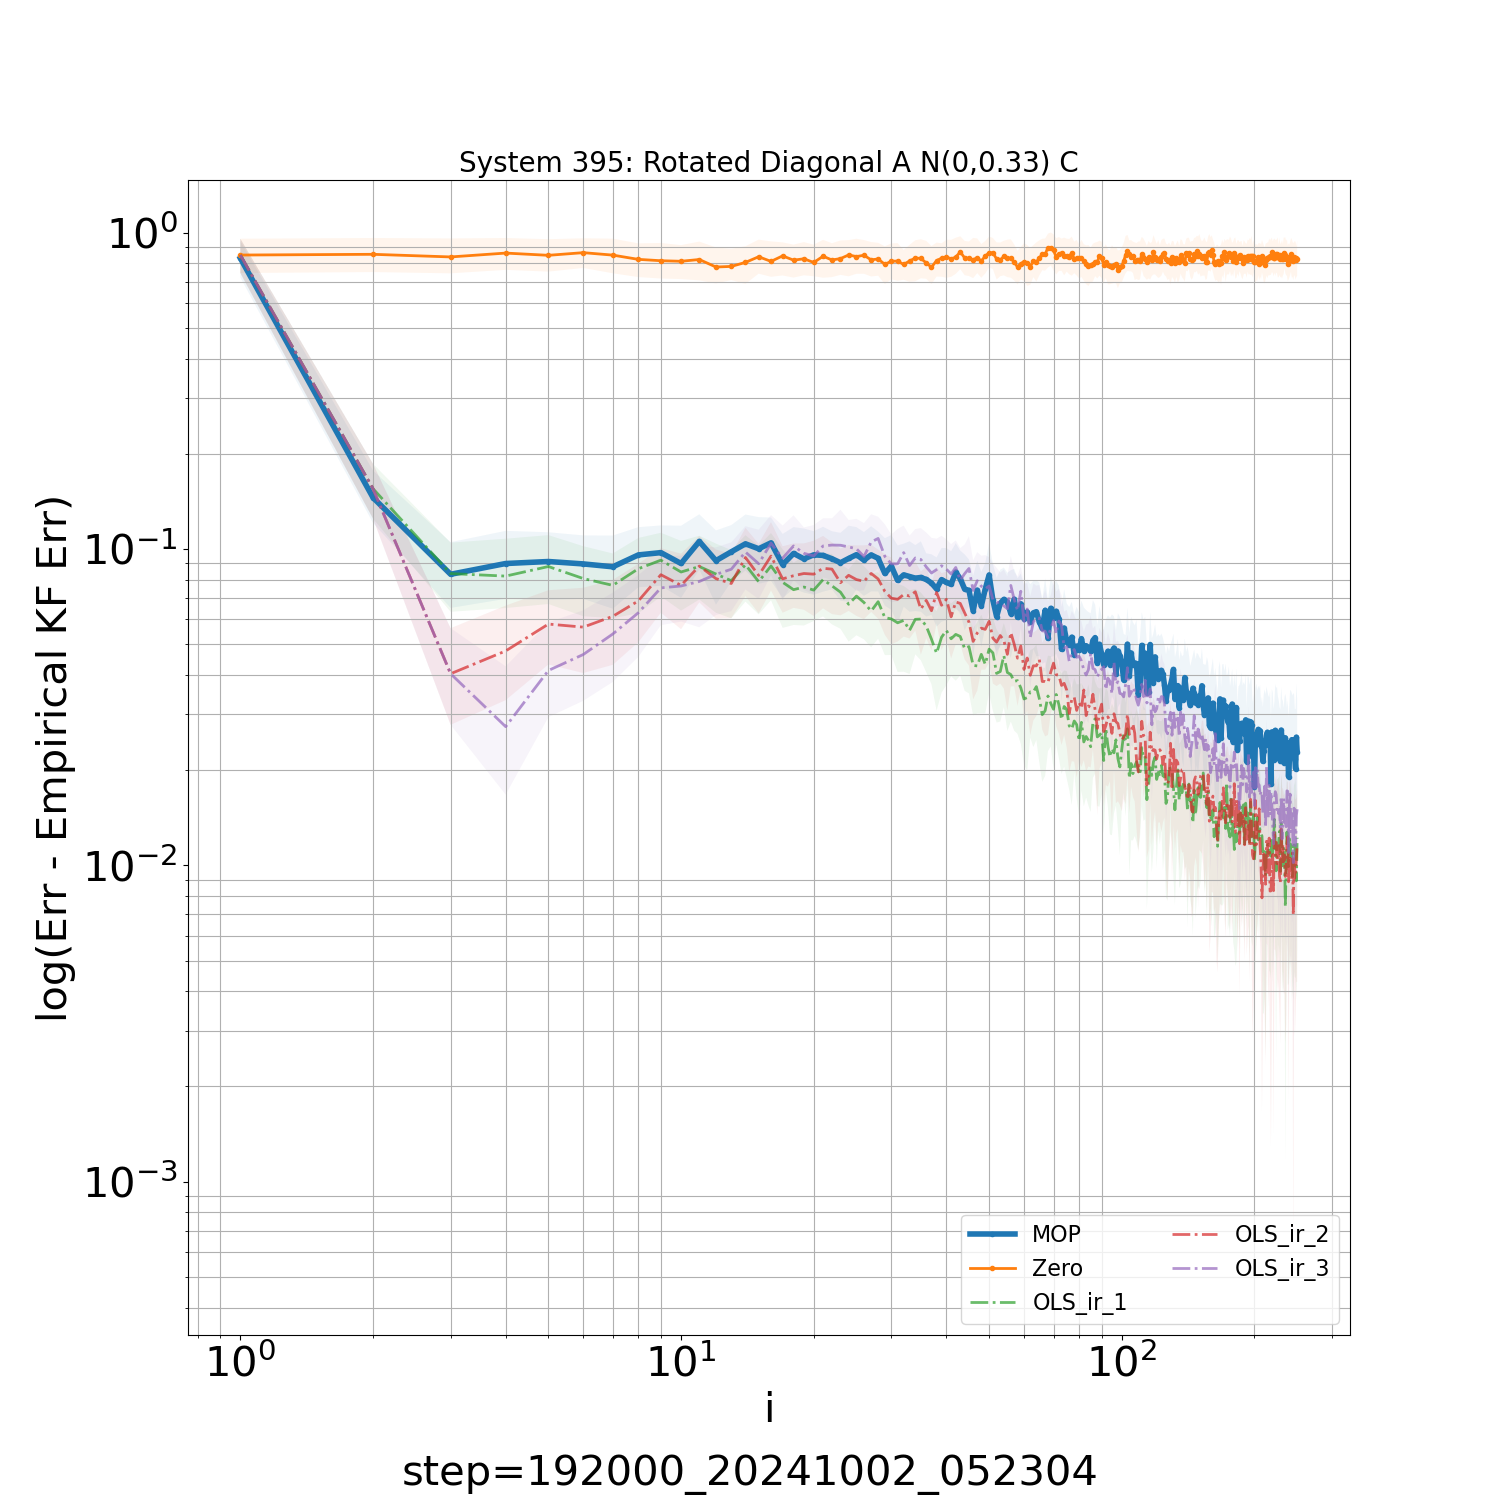 System 395: Rotated Diagonal A N(0,0.33) C
log(Err - Empirical KF Err)
10^0
10^-1
10^-2
10^-3
MOP
Zero
OLS_ir_1
OLS_ir_2
OLS_ir_3
10^0
10^1
10^2
i
step=192000_20241002_052304